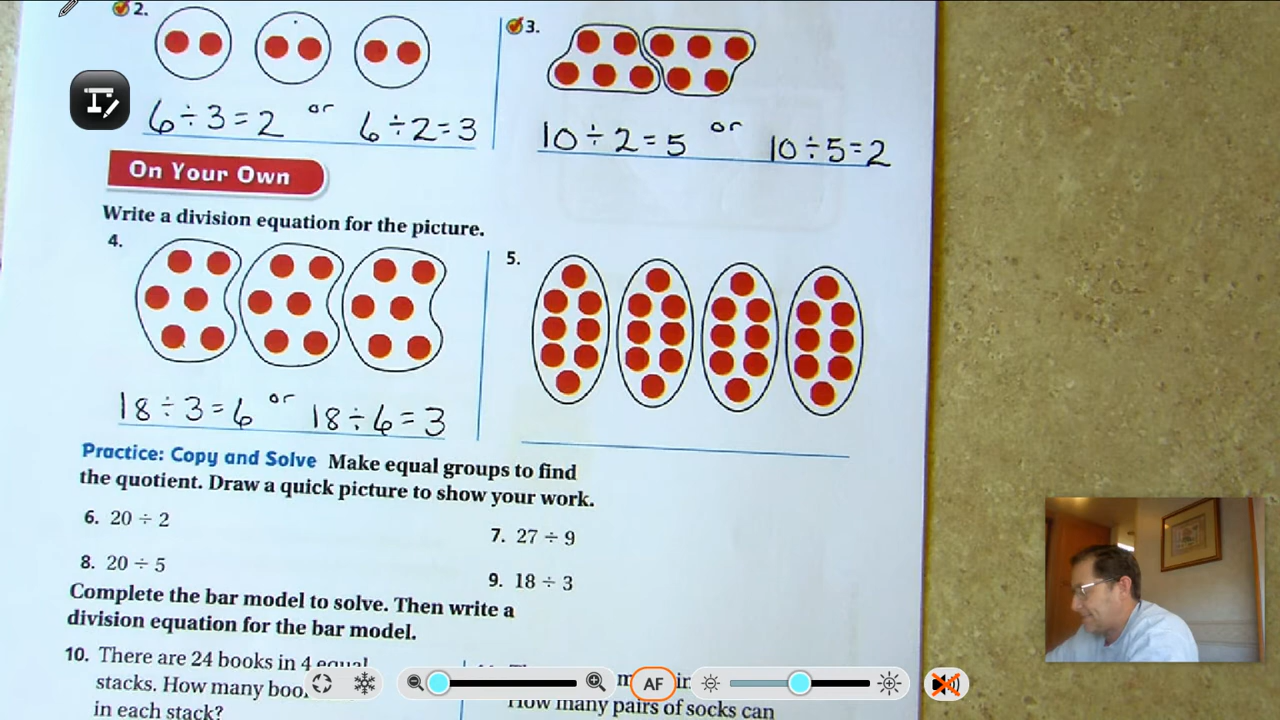 2.
3.
6÷3=2 or 6÷2=3
10÷2=5 or 10÷5=2
On Your Own
Write a division equation for the picture.
4.
5.
18÷3=6 or 18÷6=3
Practice: Copy and Solve Make equal groups to find
the quotient. Draw a quick picture to show your work.
6. 20 ÷ 2
7. 27 ÷ 9
8. 20 ÷ 5
9. 18 ÷ 3
Complete the bar model to solve. Then write a
division equation for the bar model.
10. There are 24 books in 4 equal
stacks. How many
in each stack?
How many pairs of socks can
AF